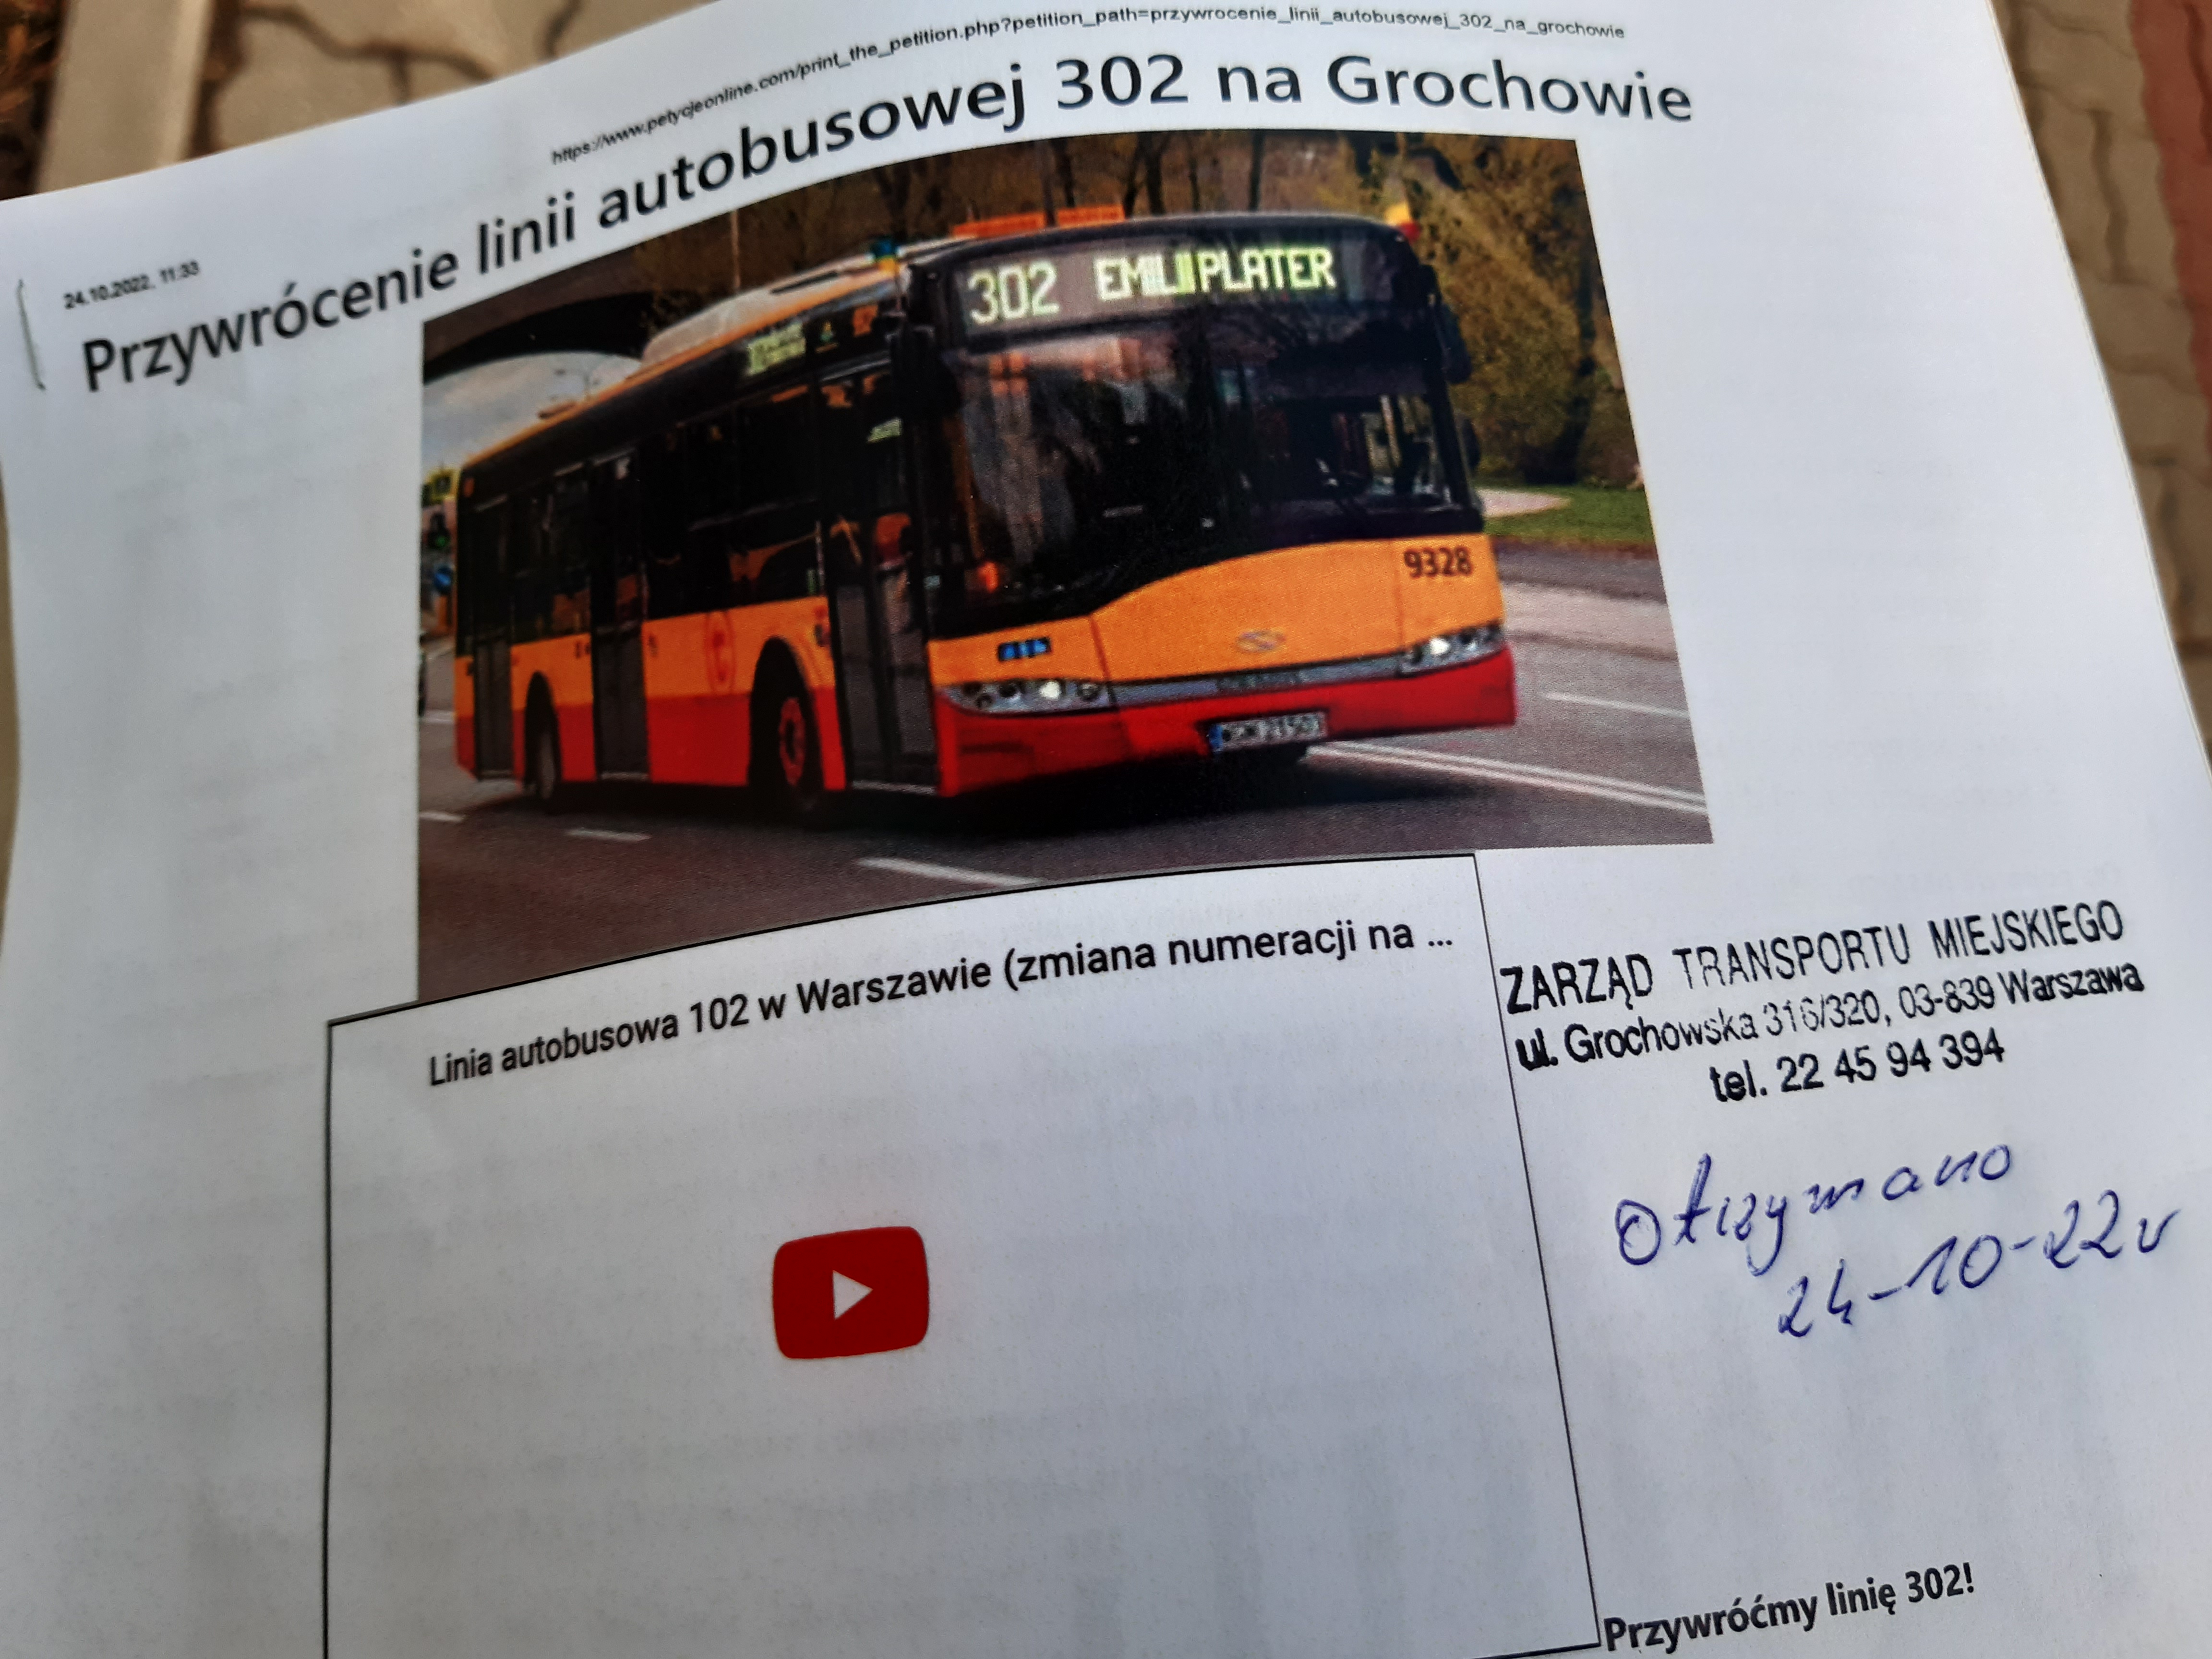 https://www.petycjeonline.com/print_the_petition.php?petition_path=przywrocenie_linii_autobusowej_302_na_grochowie
24.10.2022, 11:33
Przywrócenie linii autobusowej 302 na Grochowie
302 EMILII PLATER
9328
Linia autobusowa 102 w Warszawie (zmiana numeracji na ...
ZARZĄD TRANSPORTU MIEJSKIEGO
ul. Grochowska 316/320, 03-839 Warszawa
tel. 22 45 94 394
Otrzymano
24-10-22r
Przywróćmy linię 302!